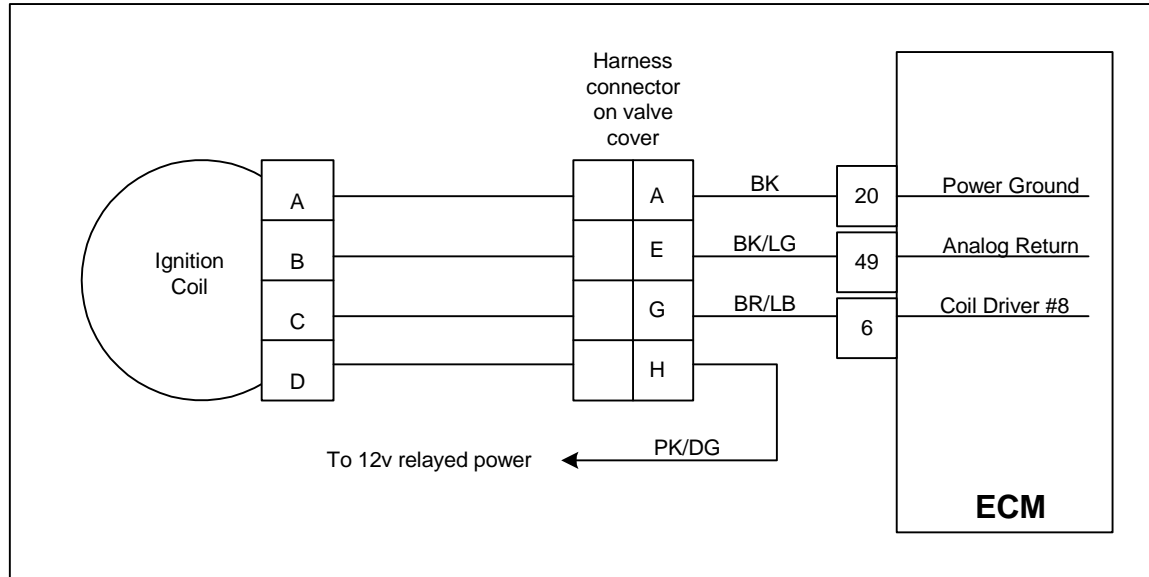 Harness
connector
on valve
cover
Ignition
Coil
A
B
C
D
A
E
G
H
BK
BK/LG
BR/LB
PK/DG
To 12v relayed power
20
49
6
Power Ground
Analog Return
Coil Driver #8
ECM